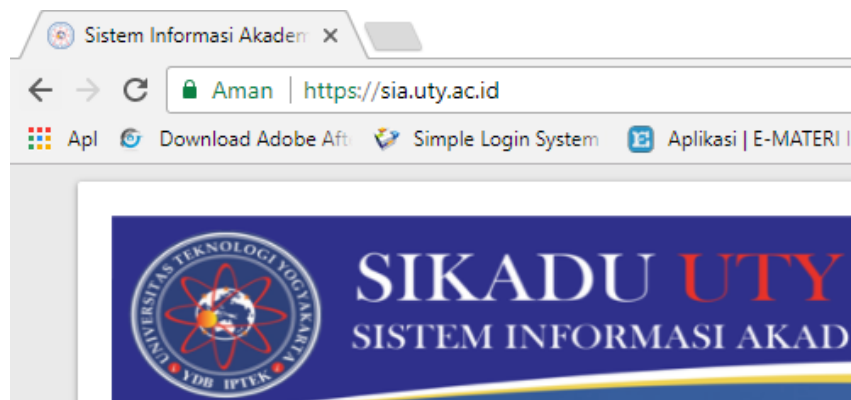 Sistem Informasi Akadem
Aman | https://sia.uty.ac.id
Apl Download Adobe Aft Simple Login System Aplikasi | E-MATERI I
UNIVERSITAS TEKNOLOGI YOGYAKARTA
YDB IPTEK
SIKADU UTY
SISTEM INFORMASI AKAD